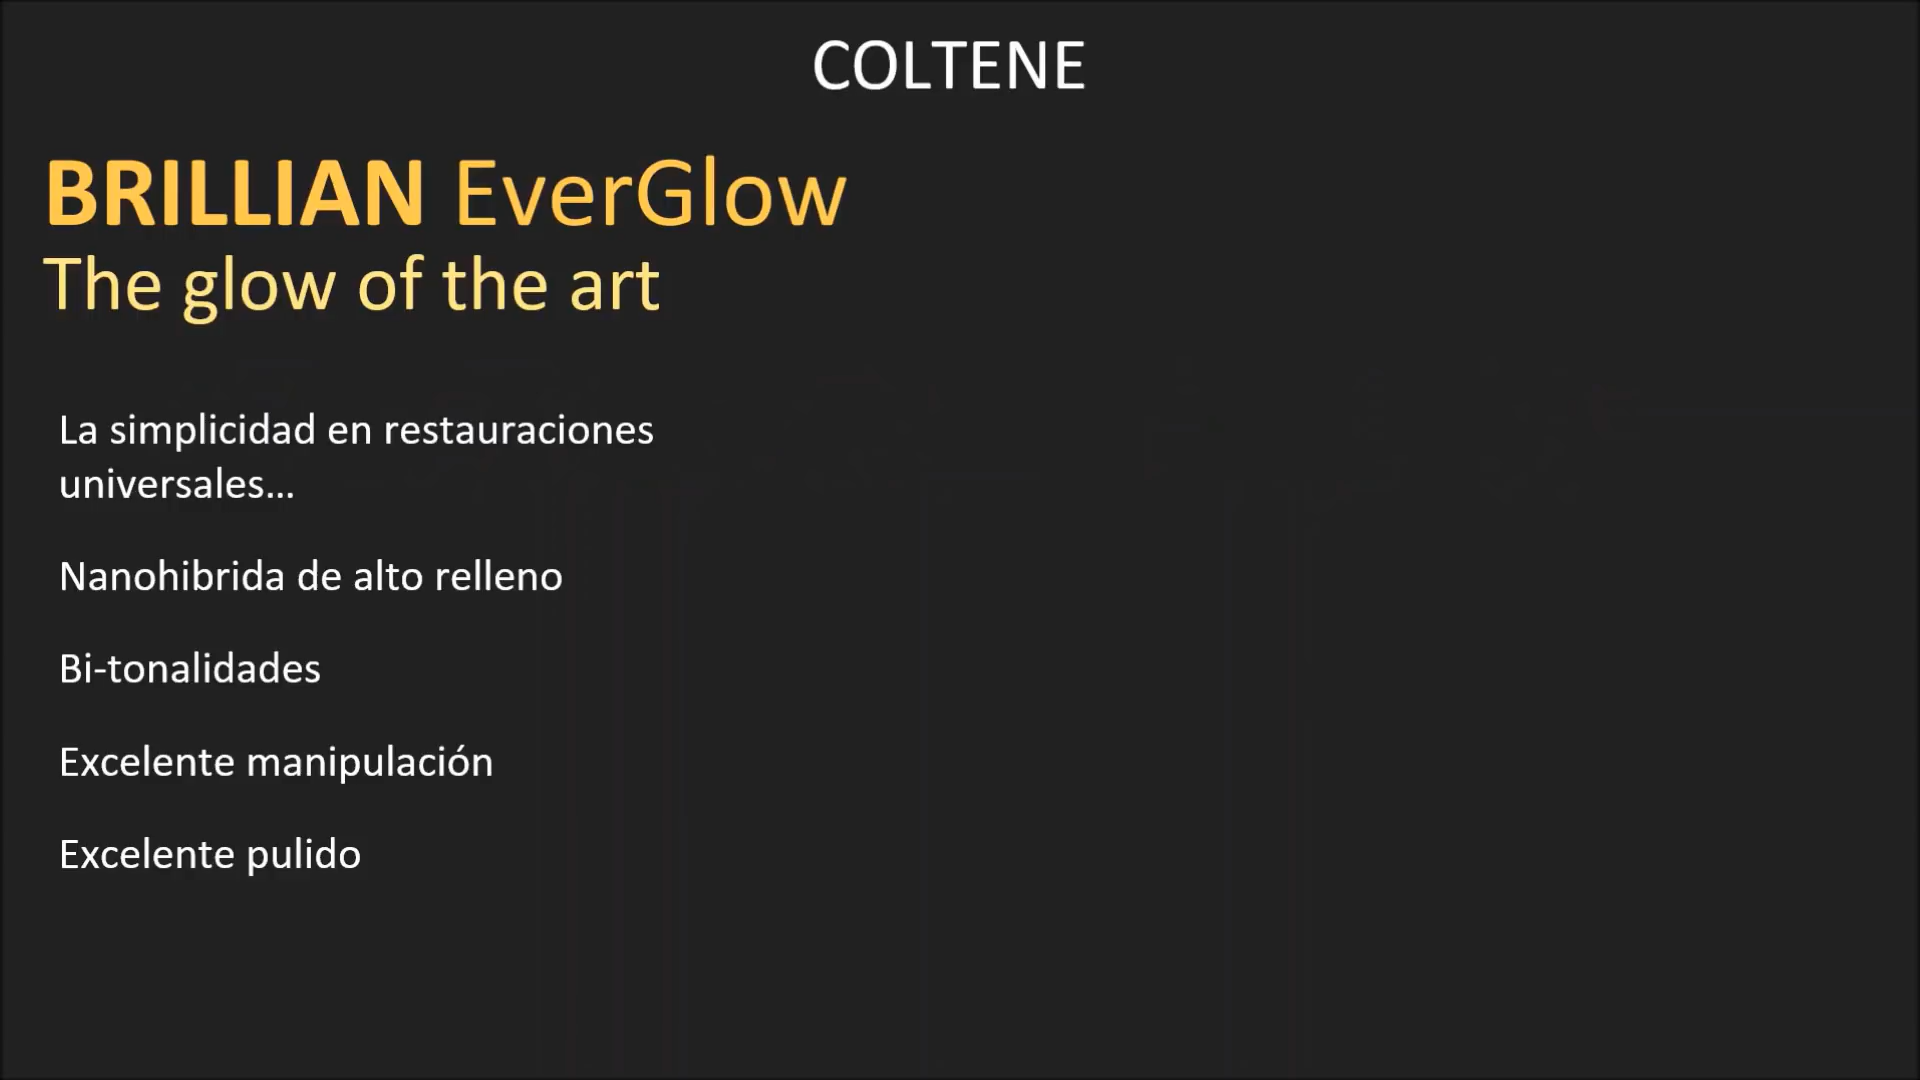 COLTENE
BRILLIAN EverGlow
The glow of the art
La simplicidad en restauraciones
universales...
Nanohibrida de alto relleno
Bi-tonalidades
Excelente manipulación
Excelente pulido